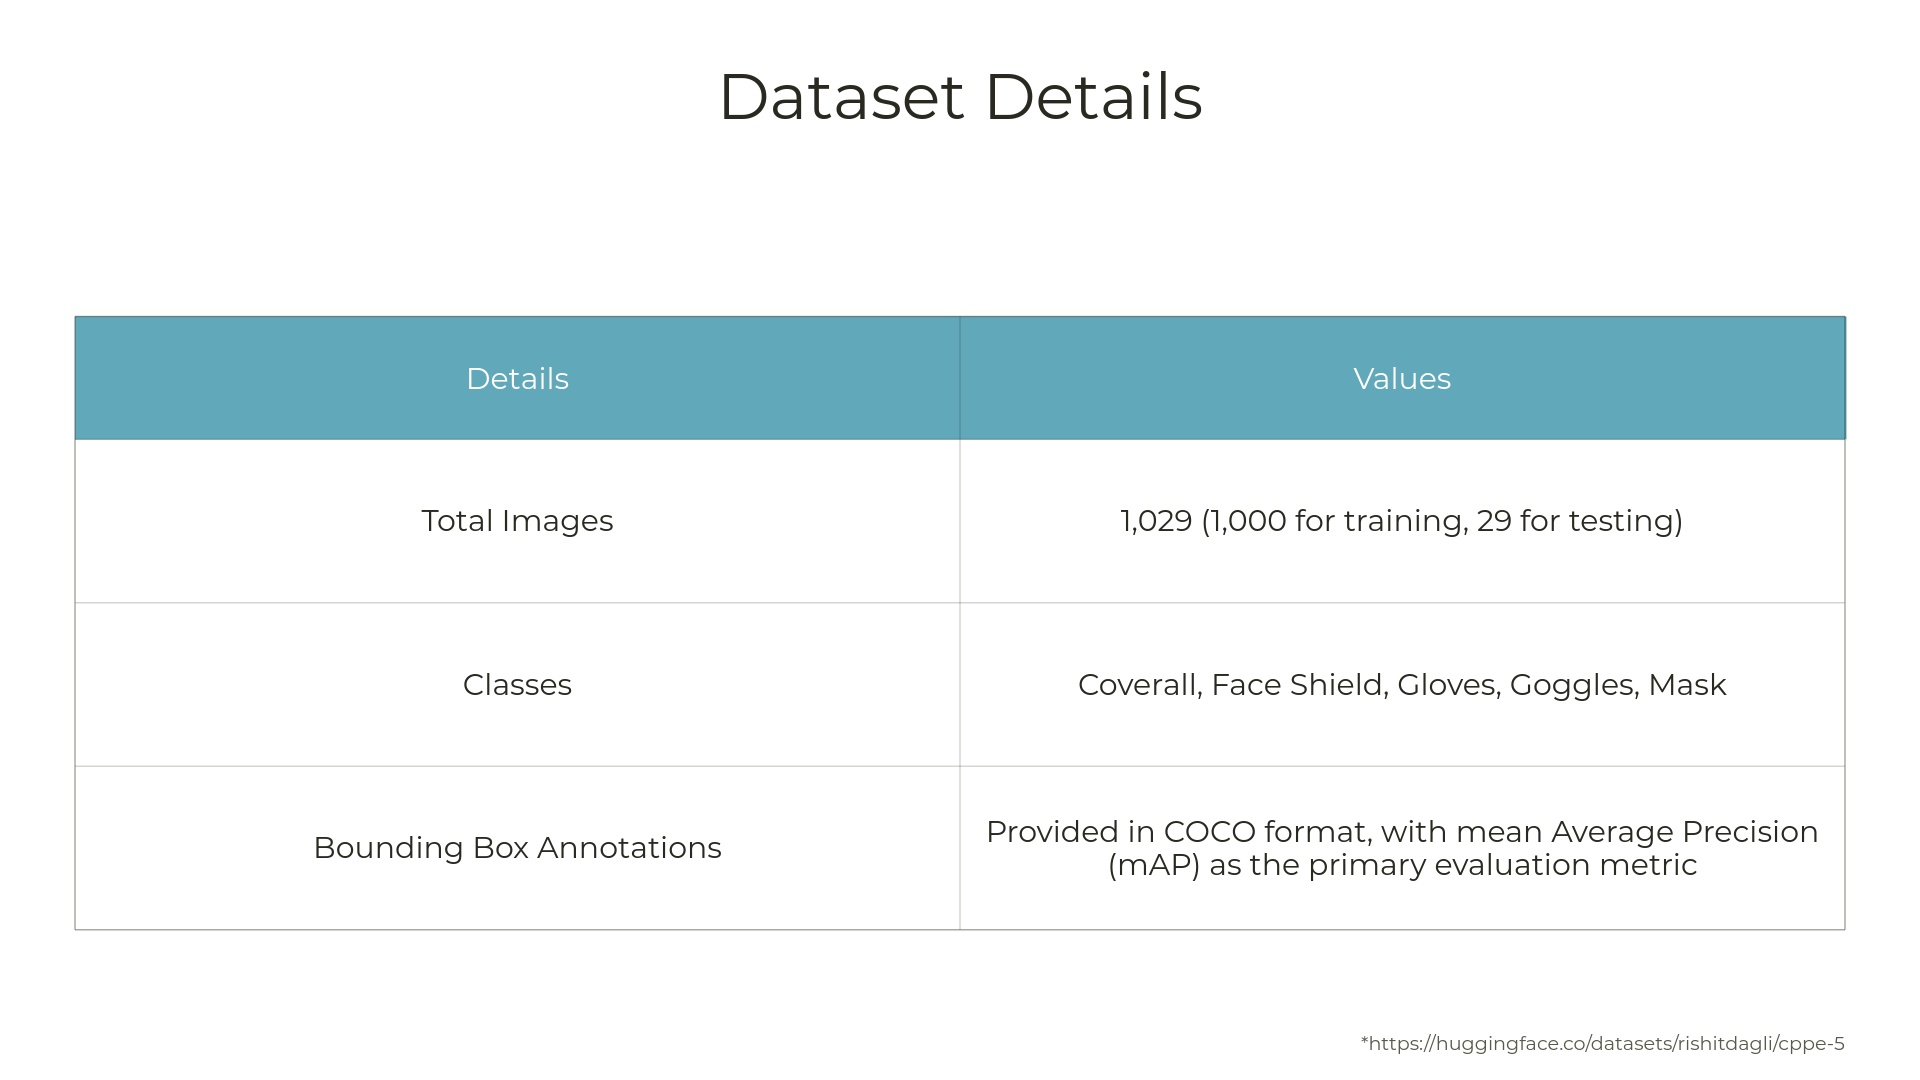 Dataset Details
Details
Values
Total Images
1,029 (1,000 for training, 29 for testing)
Classes
Coverall, Face Shield, Gloves, Goggles, Mask
Bounding Box Annotations
Provided in COCO format, with mean Average Precision
(mAP) as the primary evaluation metric
*https://huggingface.co/datasets/rishitdagli/cppe-5